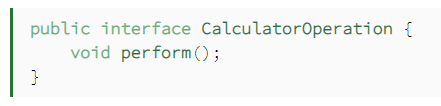 public interface CalculatorOperation {
    void perform();
}